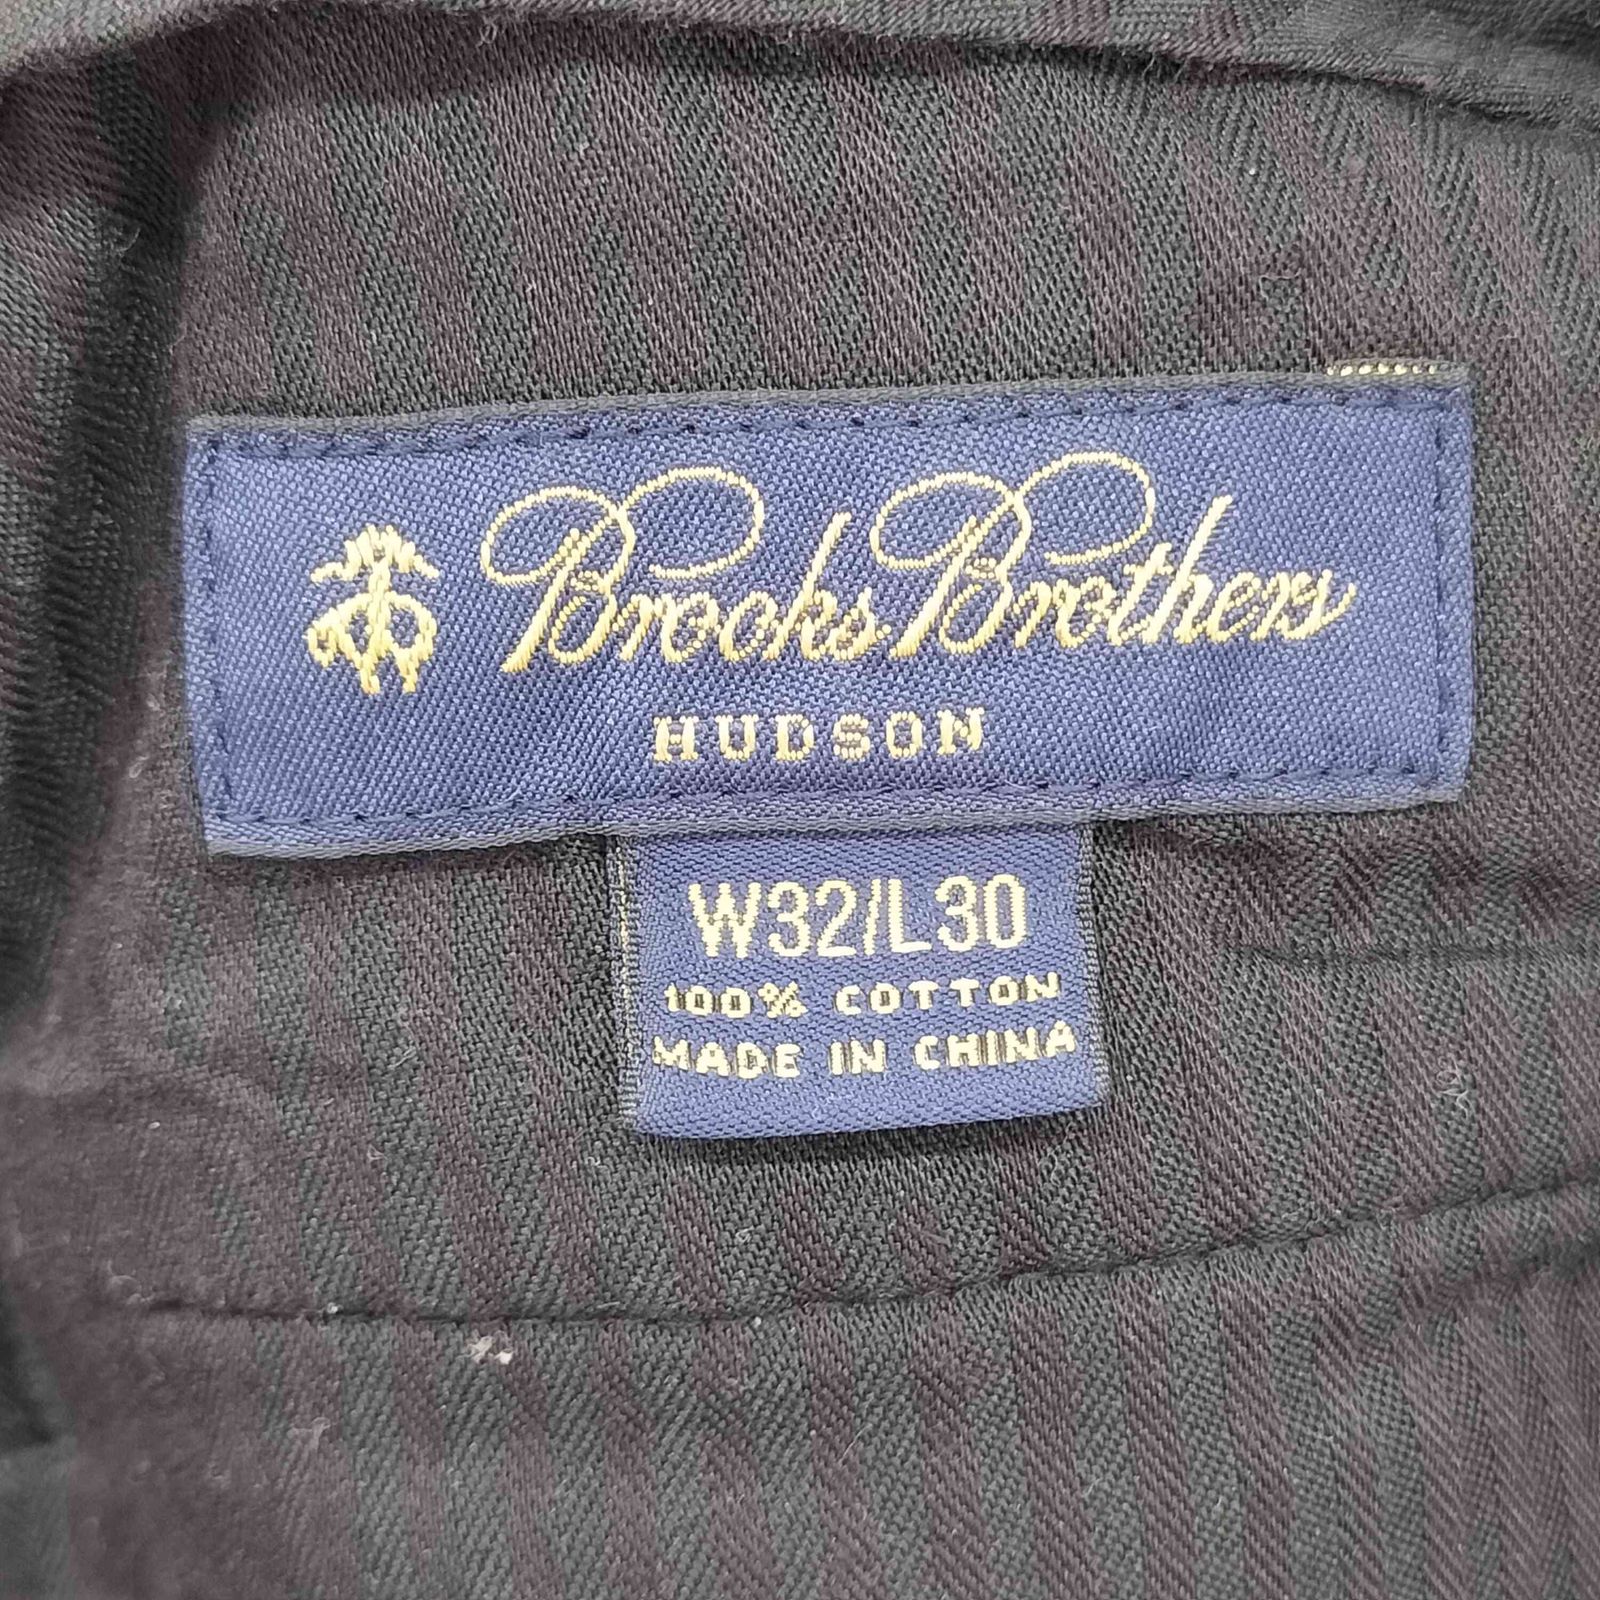 Brooks Brothers
HUDSON
W32/L30
100% COTTON
MADE IN CHINA